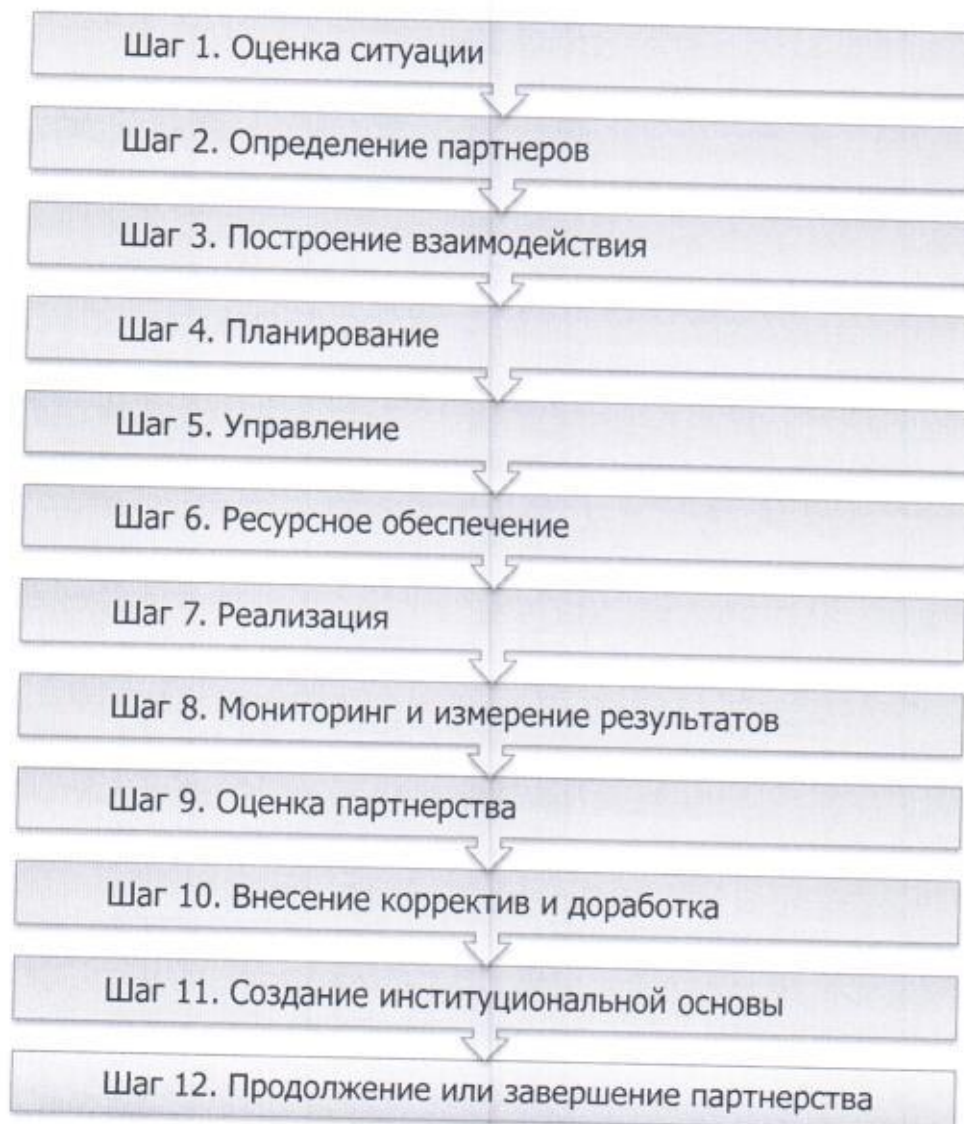 Шаг 1. Оценка ситуации
Шаг 2. Определение партнеров
Шаг 3. Построение взаимодействия
Шаг 4. Планирование
Шаг 5. Управление
Шаг 6. Ресурсное обеспечение
Шаг 7. Реализация
Шаг 8. Мониторинг и измерение результатов
Шаг 9. Оценка партнерства
Шаг 10. Внесение корректив и доработка
Шаг 11. Создание институциональной основы
Шаг 12. Продолжение или завершение партнерства